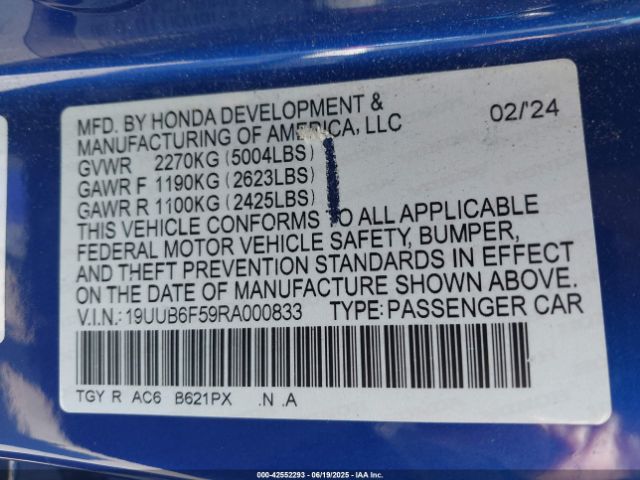 MFD. BY HONDA DEVELOPMENT &
MANUFACTURING OF AMERICA, LLC 02/'24
GVWR 2270KG (5004LBS)
GAWR F 1190KG (2623LBS)
GAWR R 1100KG (2425LBS)
THIS VEHICLE CONFORMS TO ALL APPLICABLE
FEDERAL MOTOR VEHICLE SAFETY, BUMPER,
AND THEFT PREVENTION STANDARDS IN EFFECT
ON THE DATE OF MANUFACTURE SHOWN ABOVE.
V.I.N.: 19UUB6F59RA000833 TYPE: PASSENGER CAR
TGY R AC6 B621PX .N .A
000-42552293 - 06/19/2025 - IAAI Inc.